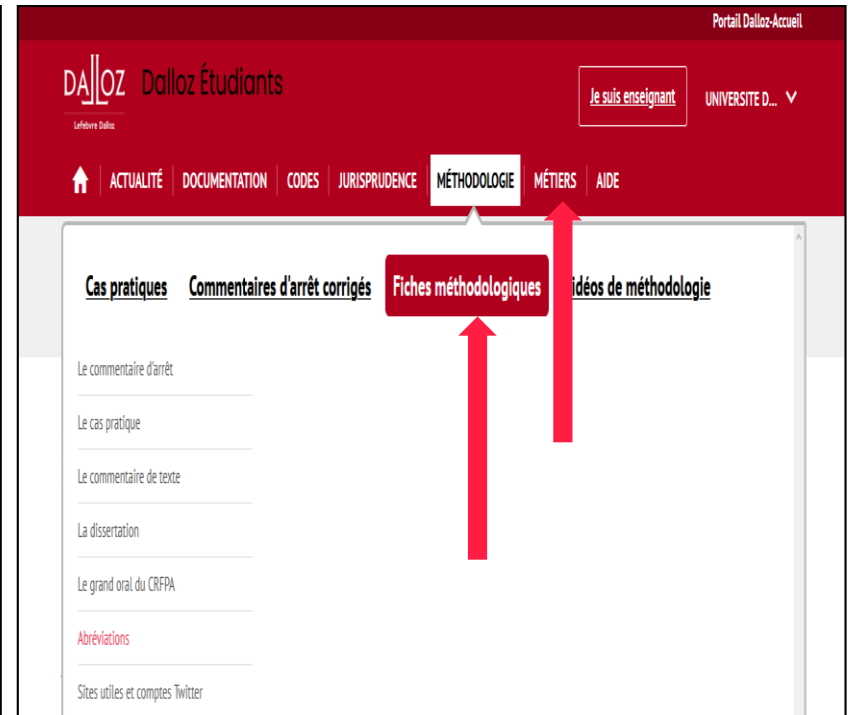 Portail Dalloz-Accueil
DALLOZ Dalloz Étudiants
Lefebvre Dalloz
Je suis enseignant
UNIVERSITE D...
ACTUALITÉ DOCUMENTATION CODES JURISPRUDENCE MÉTHODOLOGIE MÉTIERS AIDE
Cas pratiques Commentaires d'arrêt corrigés Fiches méthodologiques idéos de méthodologie
Le commentaire d'arrêt
Le cas pratique
Le commentaire de texte
La dissertation
Le grand oral du CRFPA
Abréviations
Sites utiles et comptes Twitter